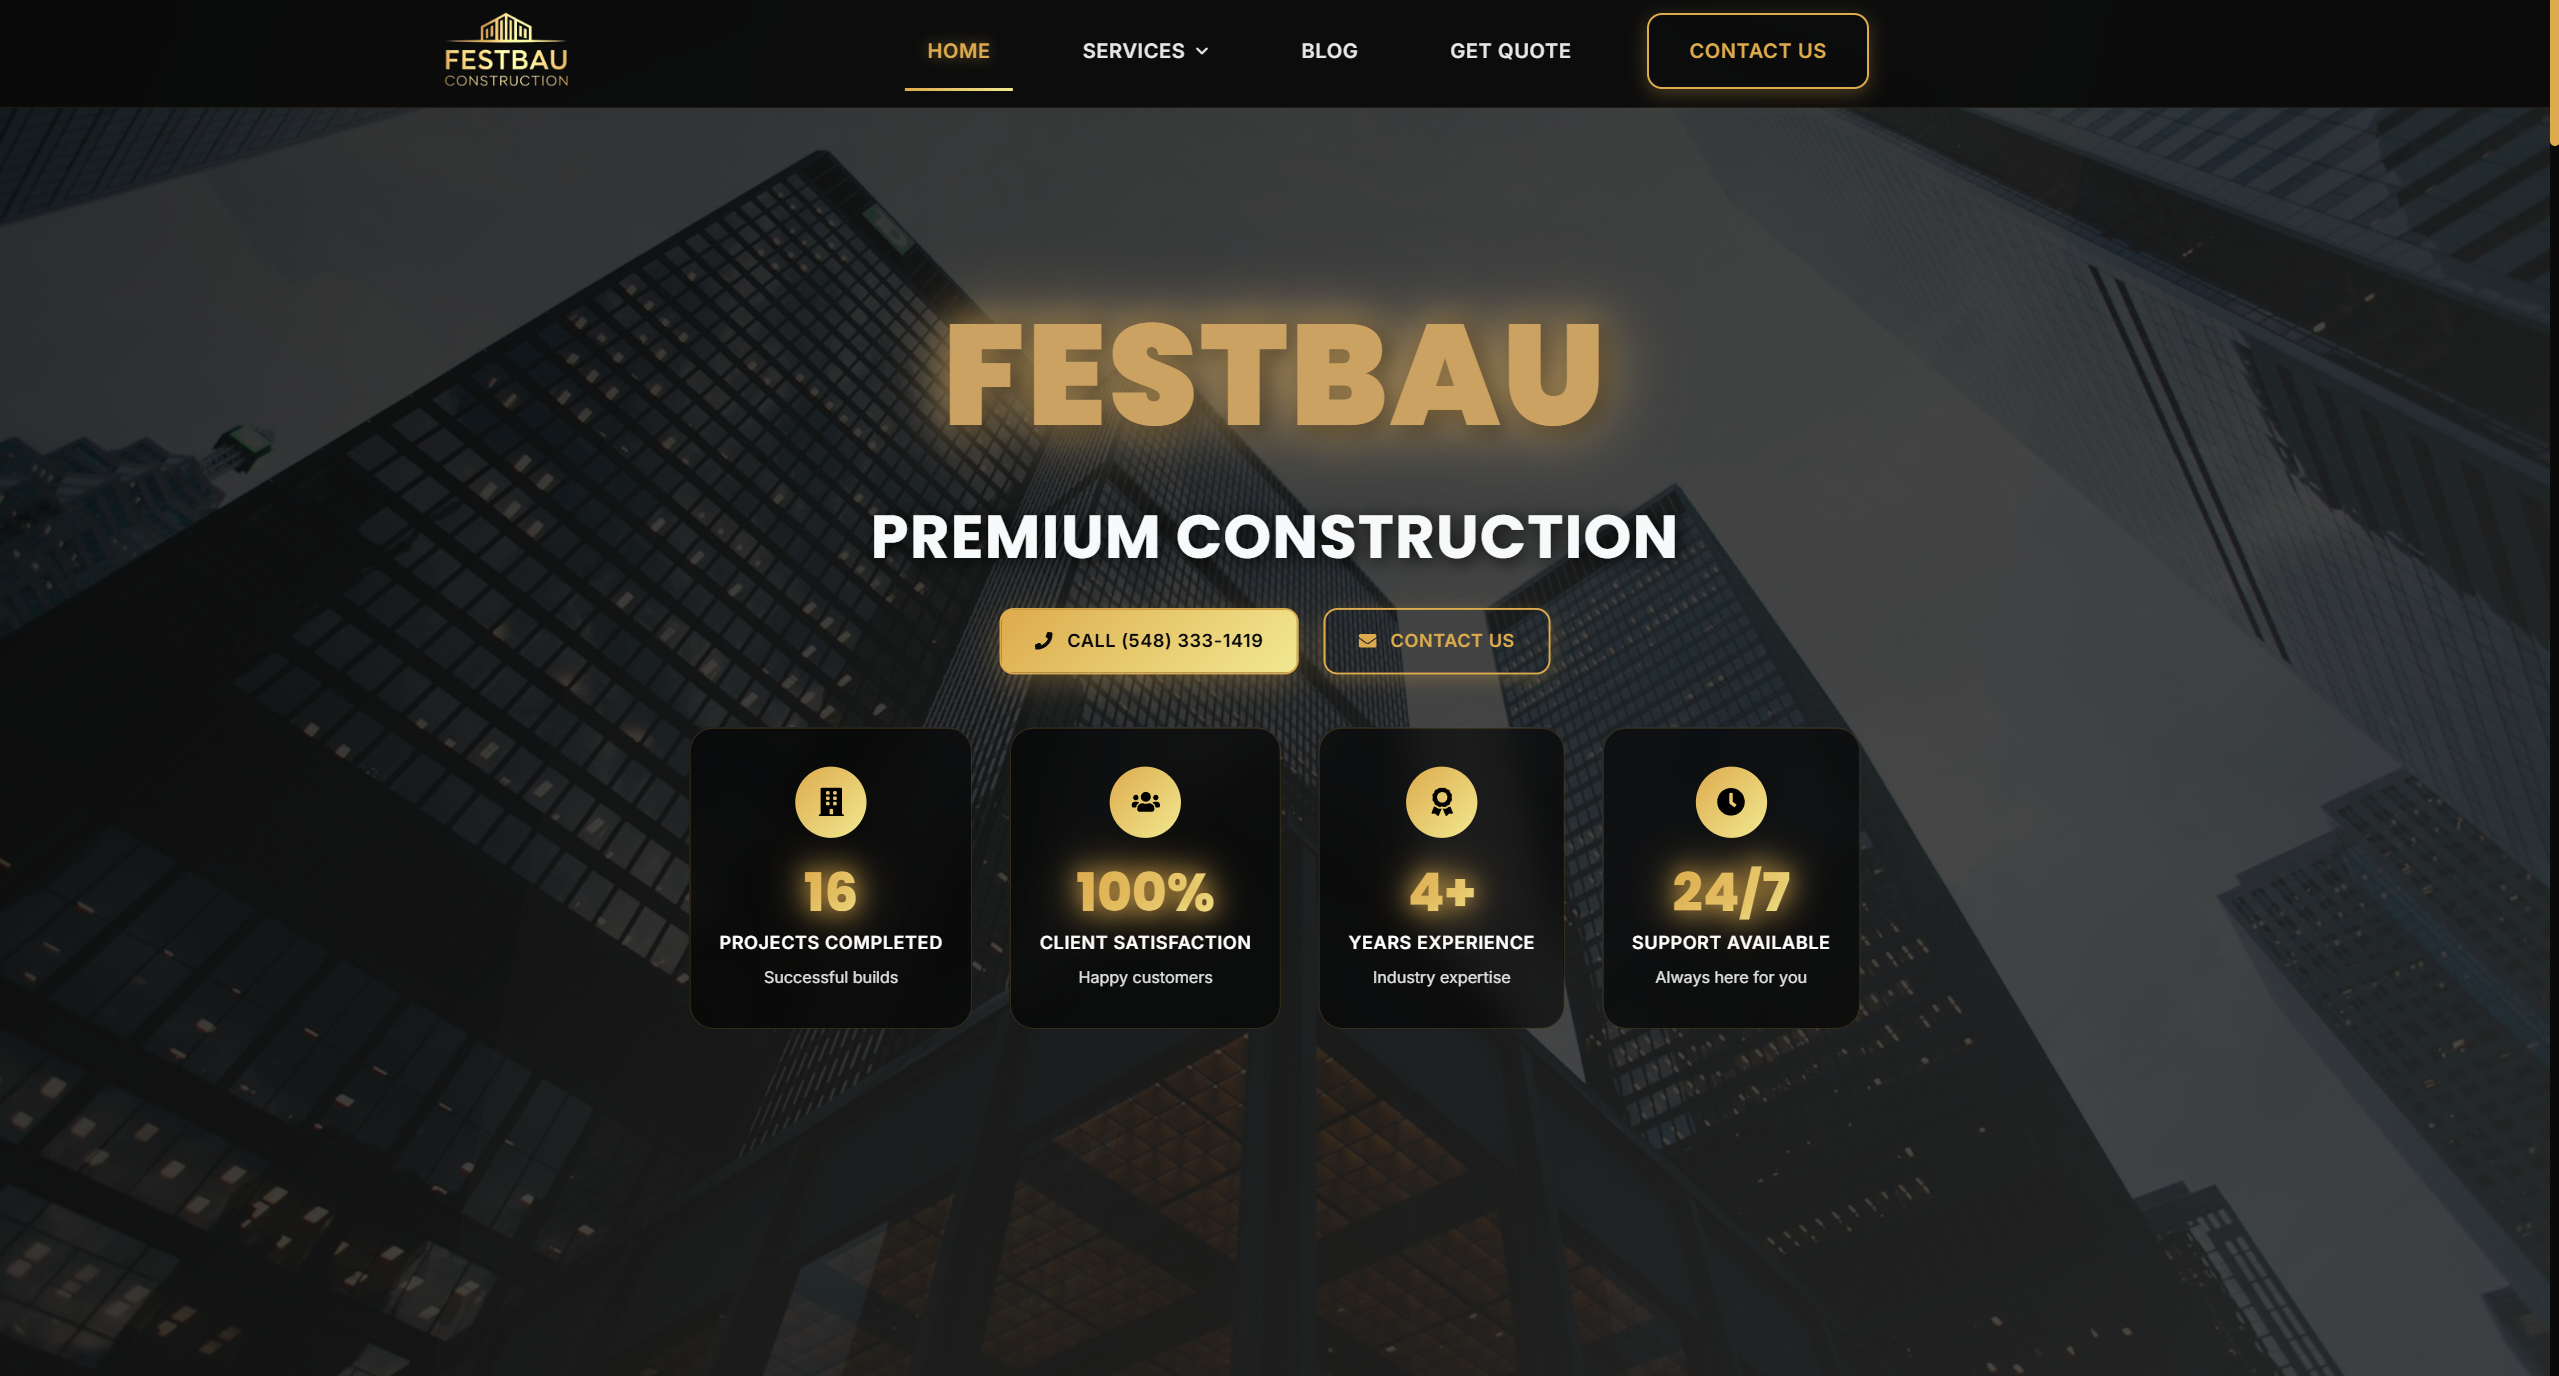 FESTBAU
CONSTRUCTION
HOME
SERVICES
BLOG
GET QUOTE
CONTACT US
FESTBAU
PREMIUM CONSTRUCTION
CALL (548) 333-1419
CONTACT US
16
PROJECTS COMPLETED
Successful builds
100%
CLIENT SATISFACTION
Happy customers
4+
YEARS EXPERIENCE
Industry expertise
24/7
SUPPORT AVAILABLE
Always here for you